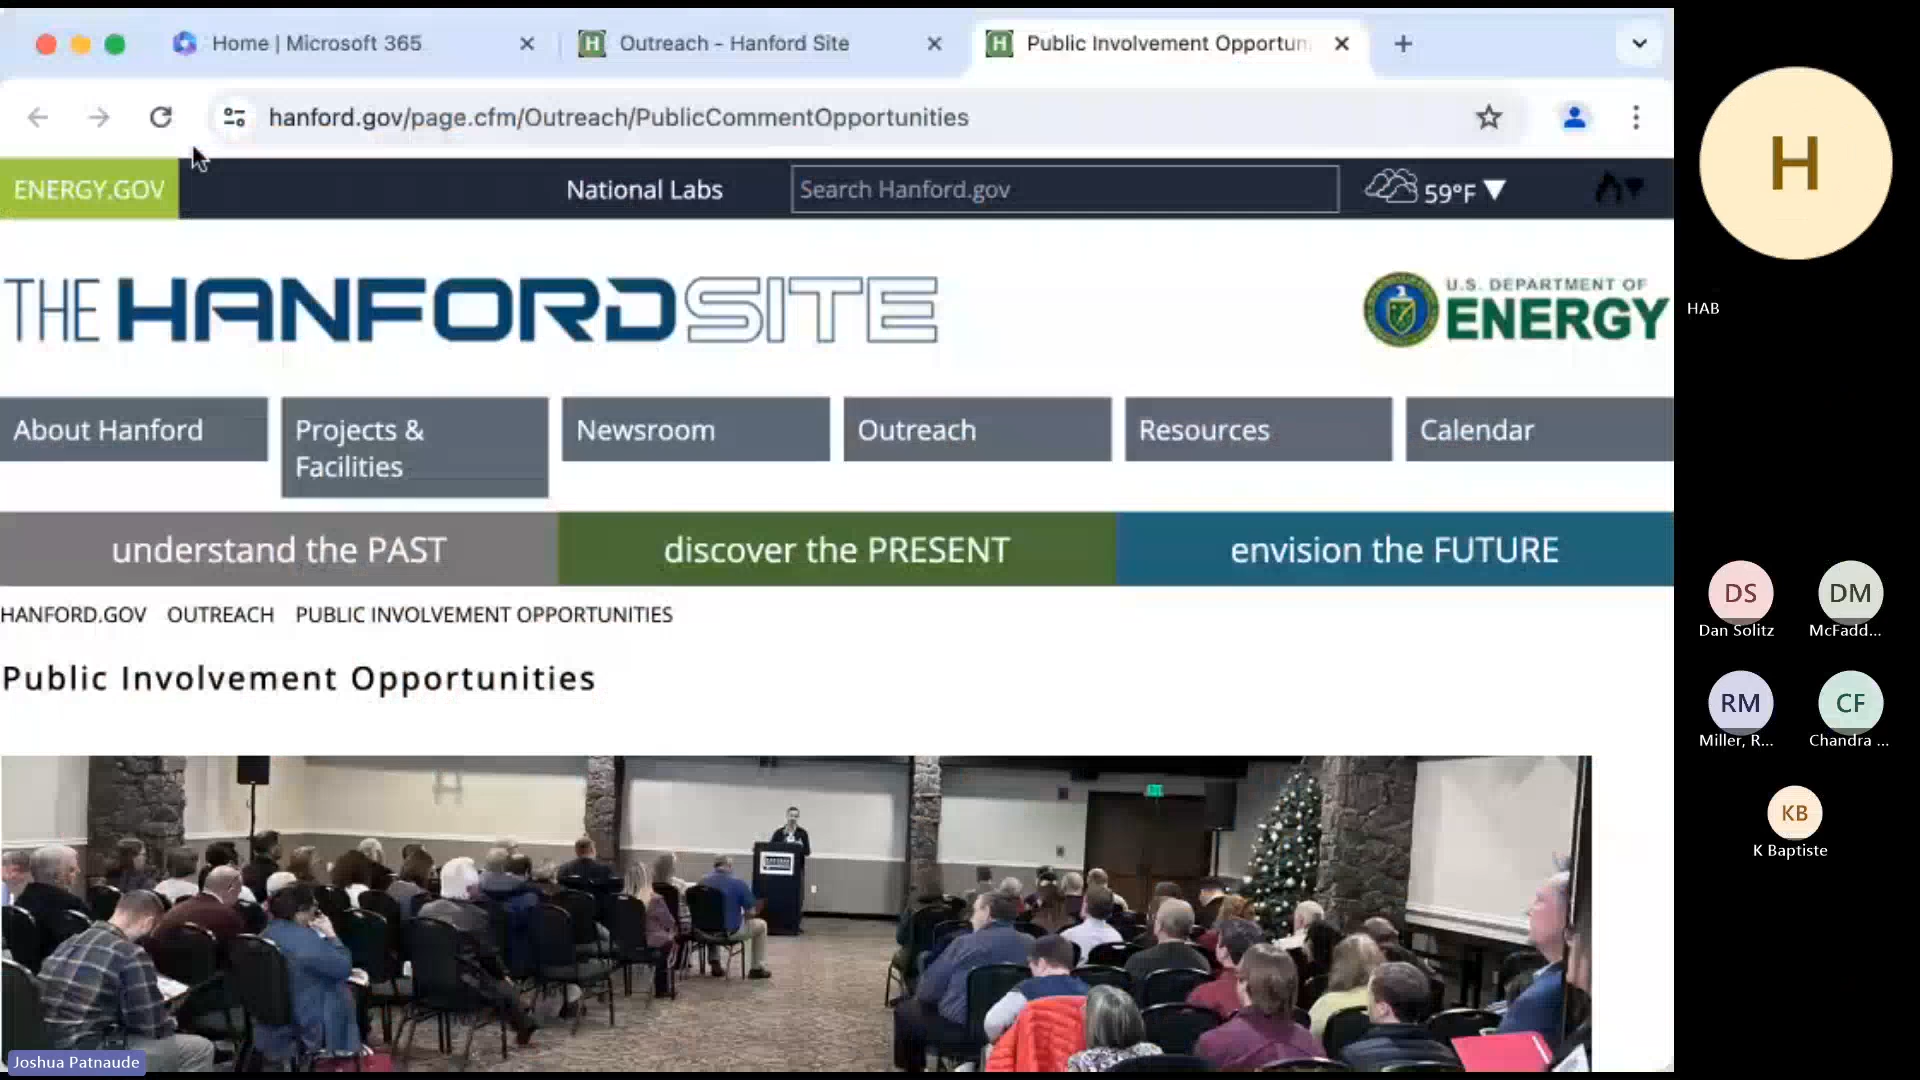 Home | Microsoft 365
Outreach - Hanford Site
Public Involvement Opportun
hanford.gov/page.cfm/Outreach/PublicCommentOpportunities
ENERGY.GOV
National Labs
Search Hanford.gov
59°F
THE HANFORD SITE
U.S. DEPARTMENT OF
ENERGY
About Hanford
Projects &
Facilities
Newsroom
Outreach
Resources
Calendar
understand the PAST
discover the PRESENT
envision the FUTURE
HANFORD.GOV OUTREACH PUBLIC INVOLVEMENT OPPORTUNITIES
Public Involvement Opportunities
Joshua Patnaude
H
HAB
DS
Dan Solitz
DM
McFadd...
RM
Miller, R...
CF
Chandra ...
KB
K Baptiste